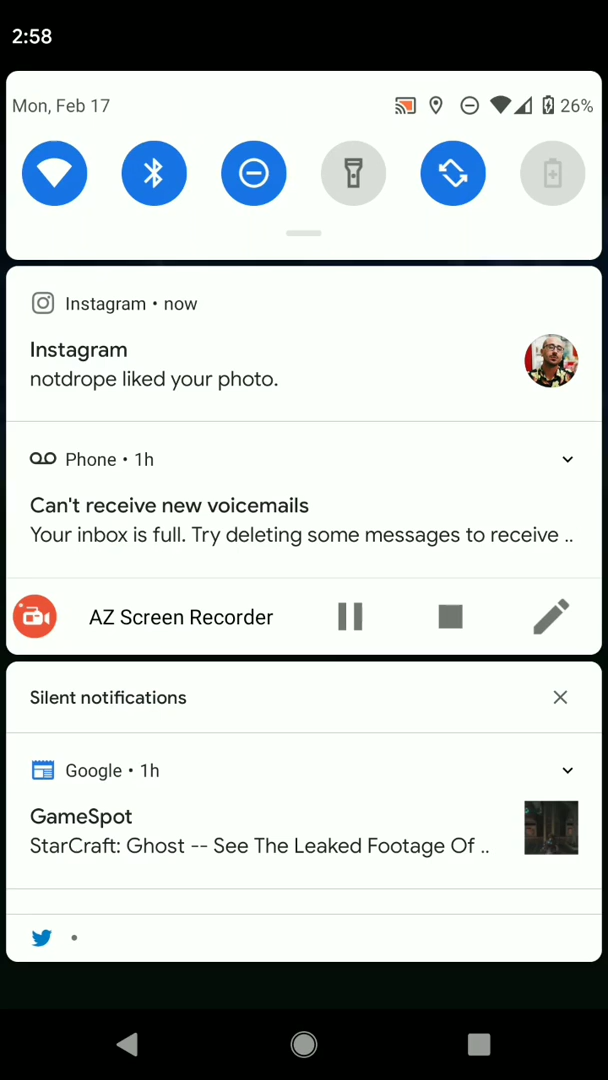 2:58
Mon, Feb 17
26%
Instagram • now
Instagram
notdrope liked your photo.
Phone • 1h
Can't receive new voicemails
Your inbox is full. Try deleting some messages to receive ..
AZ Screen Recorder
Silent notifications
Google • 1h
GameSpot
StarCraft: Ghost -- See The Leaked Footage Of ..